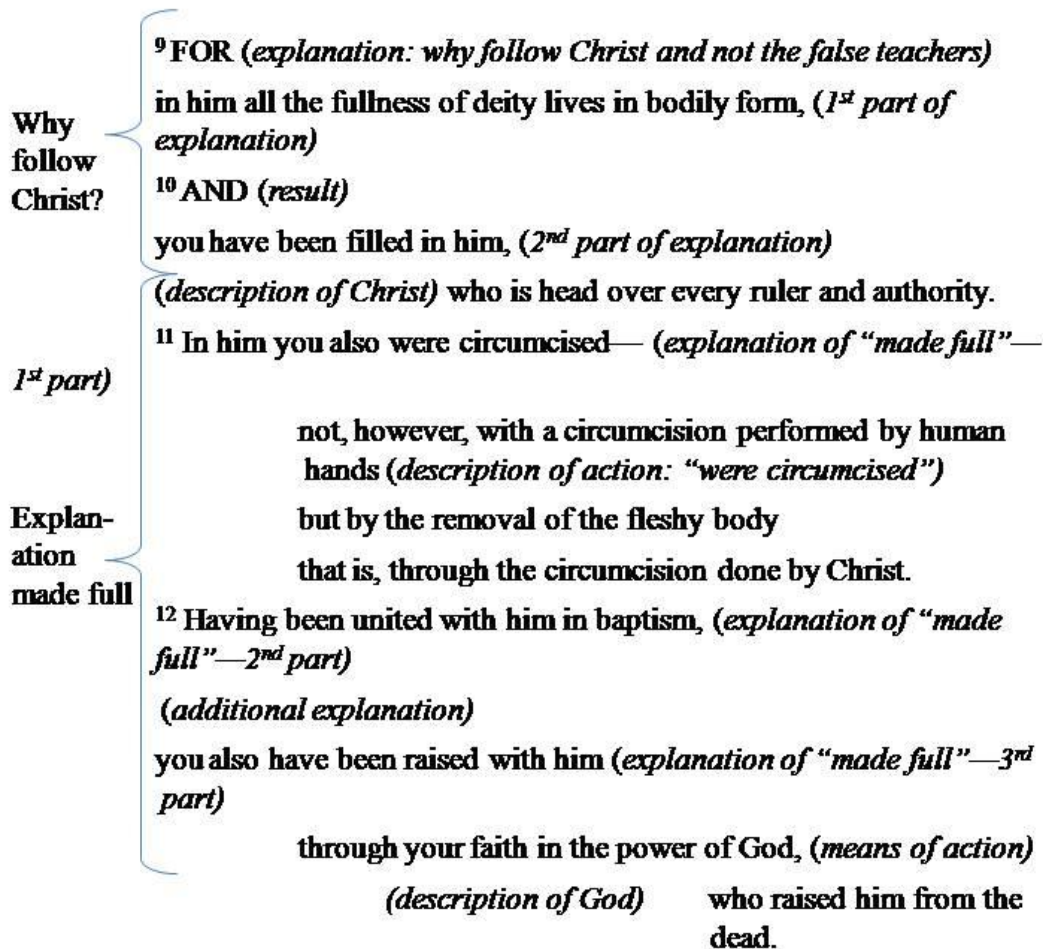 ⁹ FOR (explanation: why follow Christ and not the false teachers)
in him all the fullness of deity lives in bodily form, (1st part of
explanation)
Why
follow
Christ?
¹⁰ AND (result)
you have been filled in him, (2nd part of explanation)
(description of Christ) who is head over every ruler and authority.
¹¹ In him you also were circumcised— (explanation of “made full”—
1st part)
not, however, with a circumcision performed by human
hands (description of action: “were circumcised”)
but by the removal of the fleshy body
that is, through the circumcision done by Christ.
Explan-
ation
made full
¹² Having been united with him in baptism, (explanation of “made
full”—2nd part)
(additional explanation)
you also have been raised with him (explanation of “made full”—3rd
part)
through your faith in the power of God, (means of action)
(description of God) who raised him from the
dead.